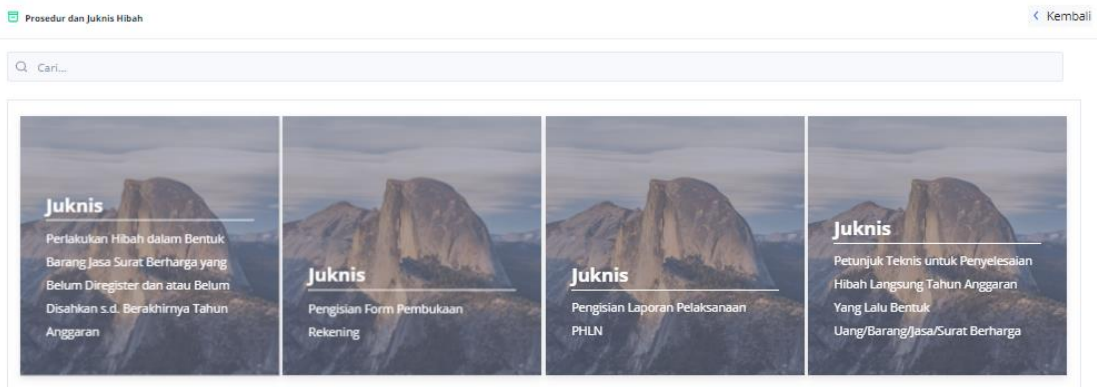 Prosedur dan Juknis Hibah
Kembali
Cari...
Juknis
Perlakukan Hibah dalam Bentuk
Barang Jasa Surat Berharga yang
Belum Diregister dan atau Belum
Disahkan s.d. Berakhirnya Tahun
Anggaran
Juknis
Pengisian Form Pembukaan
Rekening
Juknis
Pengisian Laporan Pelaksanaan
PHLN
Juknis
Petunjuk Teknis untuk Penyelesaian
Hibah Langsung Tahun Anggaran
Yang Lalu Bentuk
Uang/Barang/Jasa/Surat Berharga